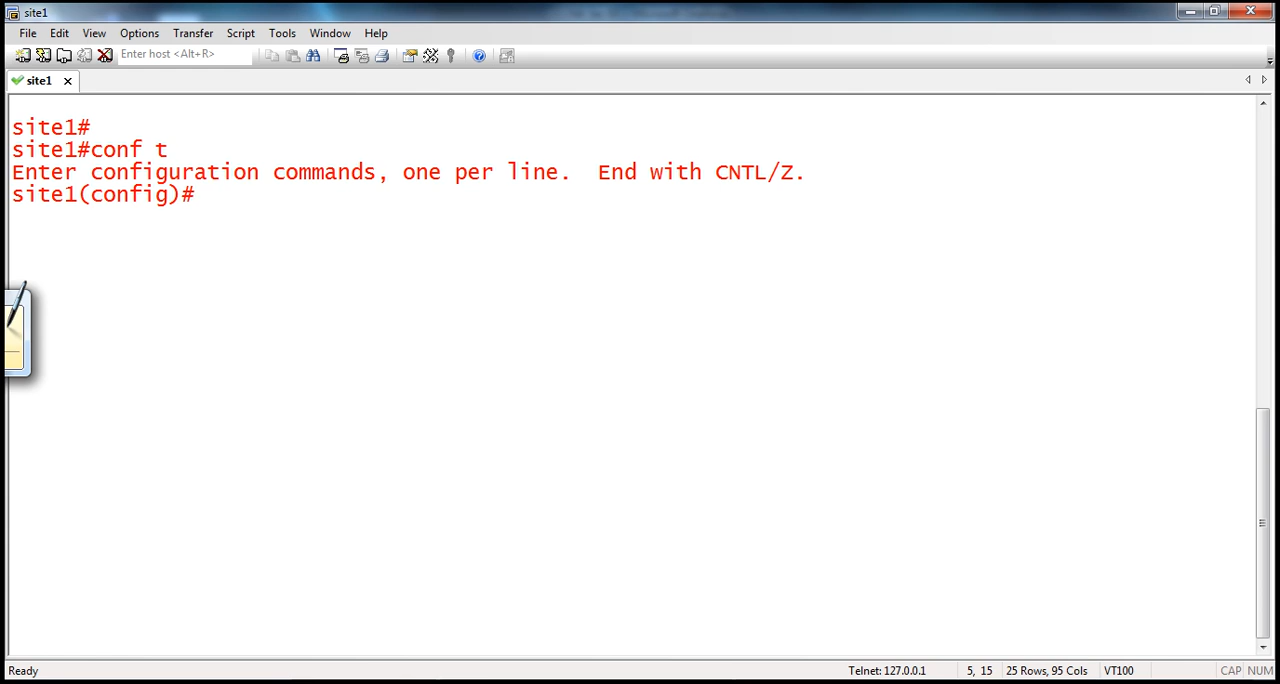 site1
File Edit View Options Transfer Script Tools Window Help
Enter host <Alt+R>
site1
site1#
site1#conf t
Enter configuration commands, one per line.  End with CNTL/Z.
site1(config)#
Ready Telnet: 127.0.0.1 5, 15 25 Rows, 95 Cols VT100 CAP NUM